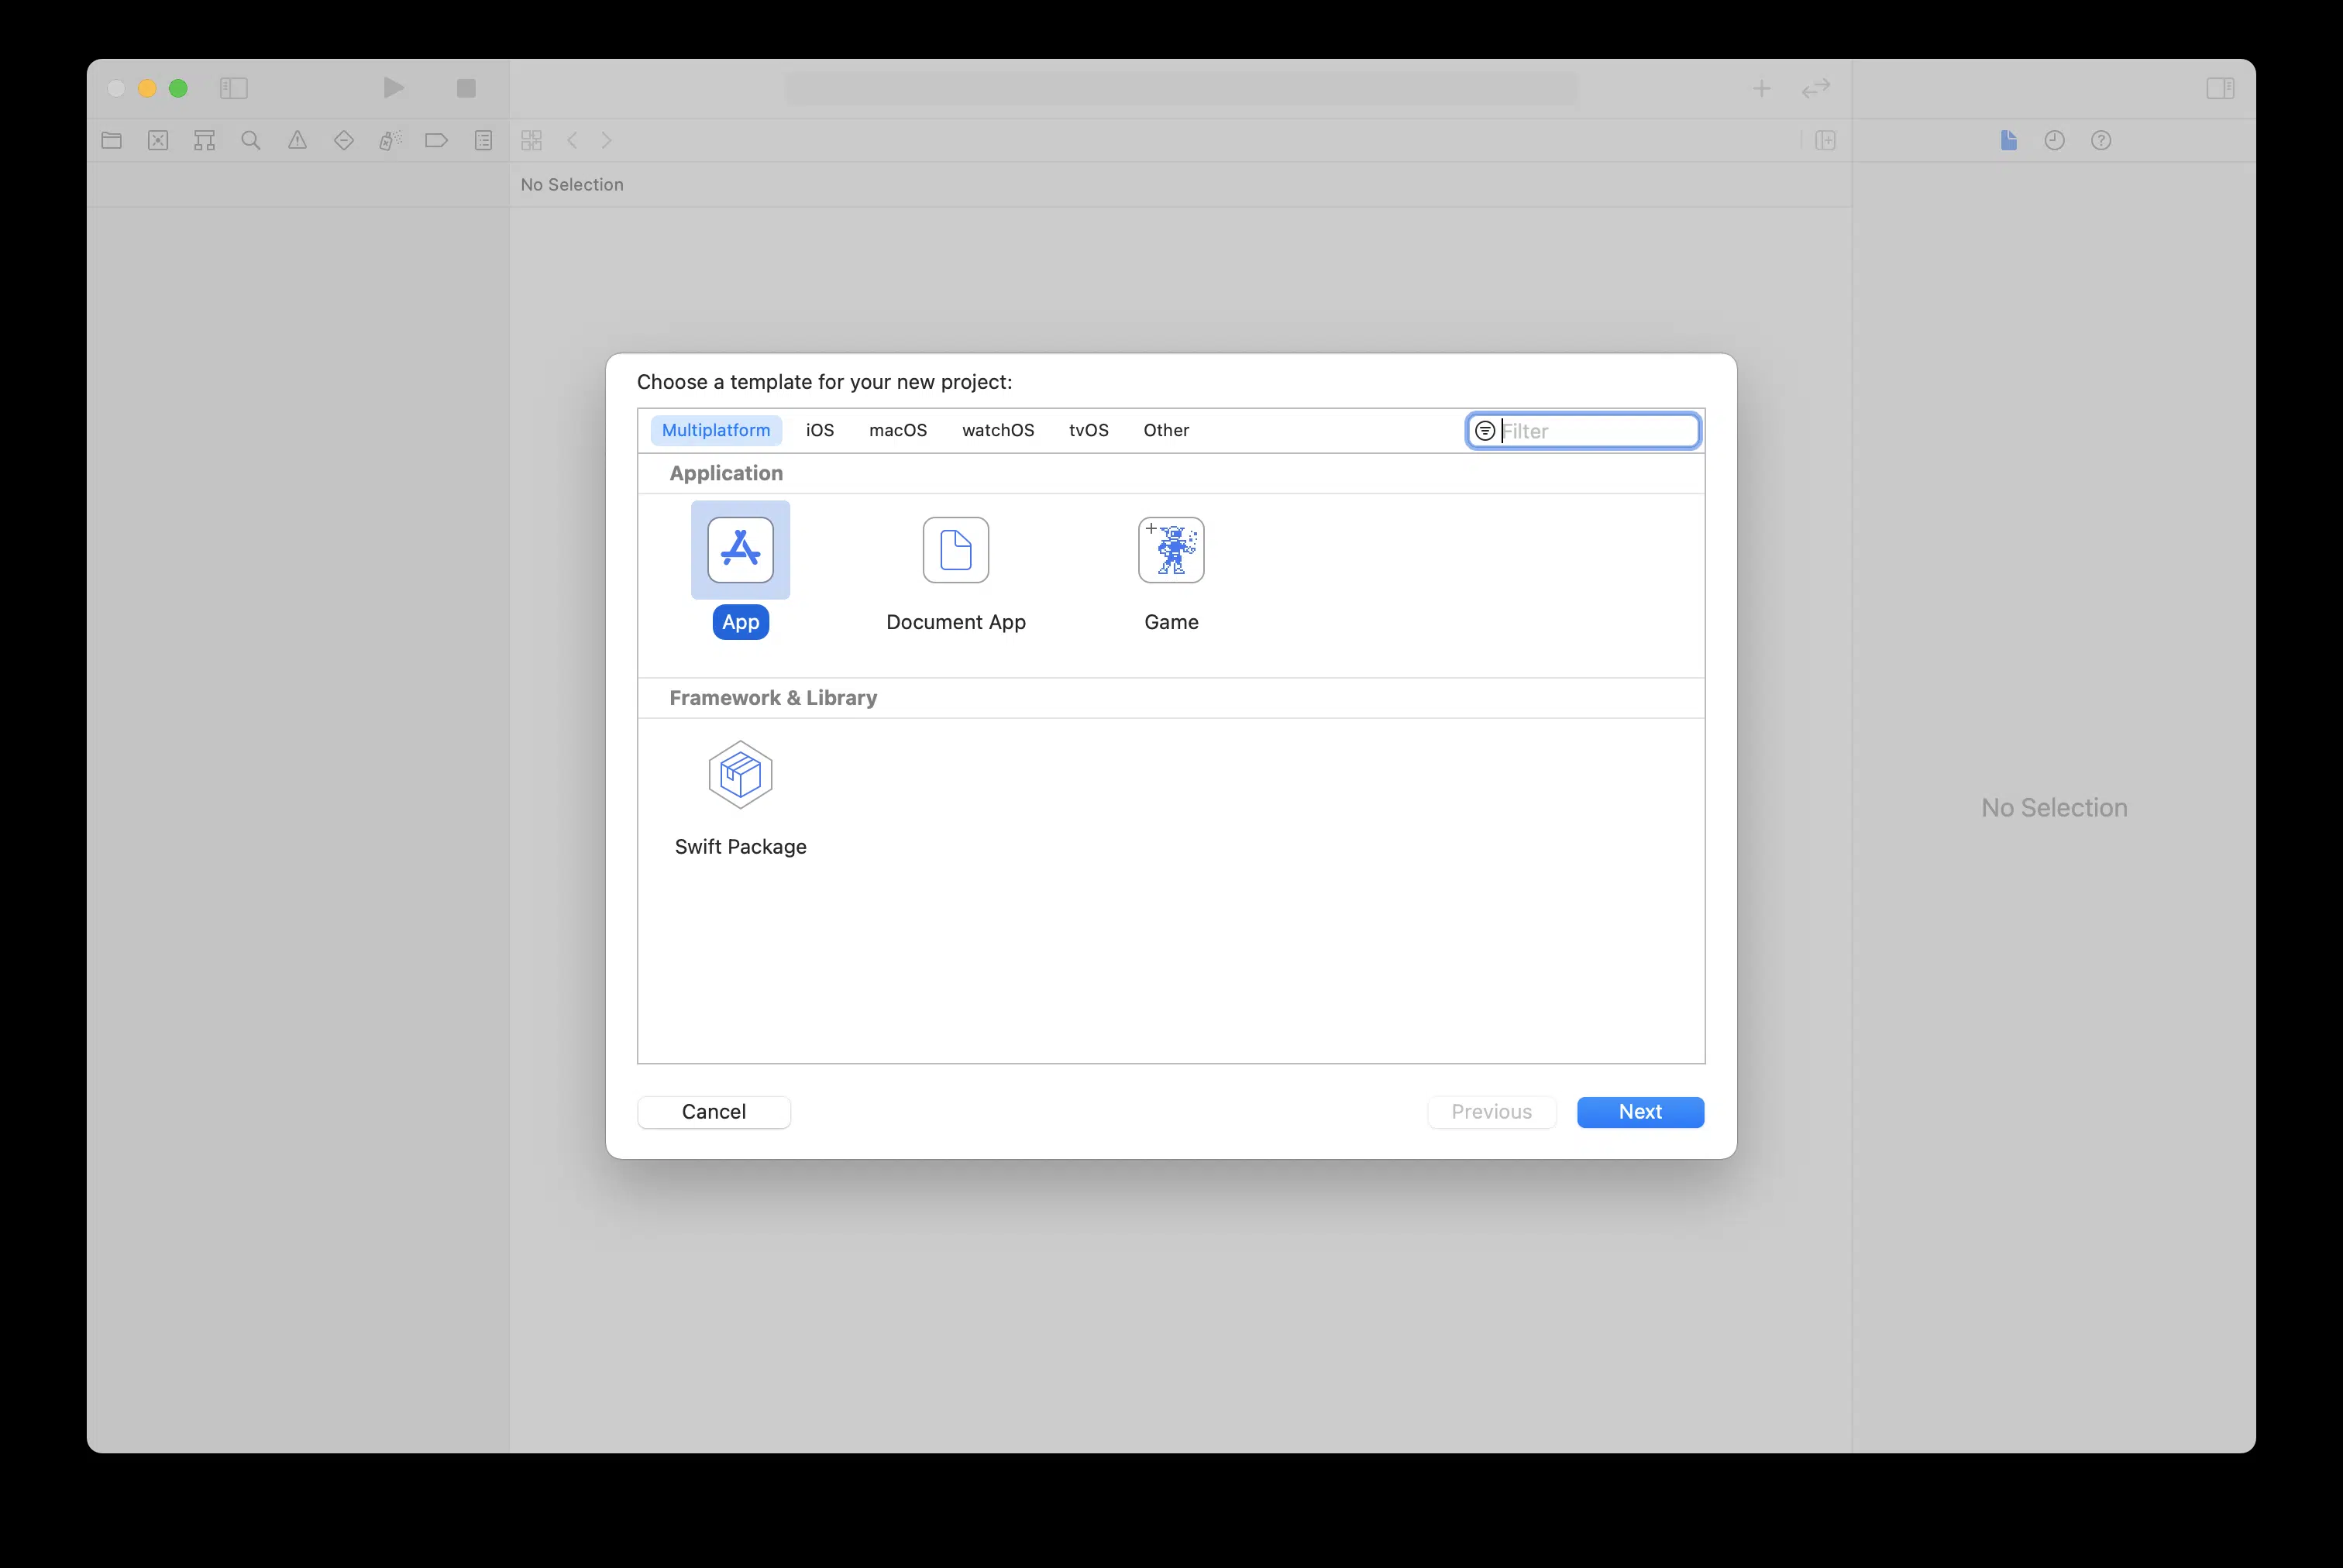 No Selection
Choose a template for your new project:
Multiplatform iOS macOS watchOS tvOS Other Filter
Application
App Document App Game
Framework & Library
Swift Package
No Selection
Cancel Previous Next